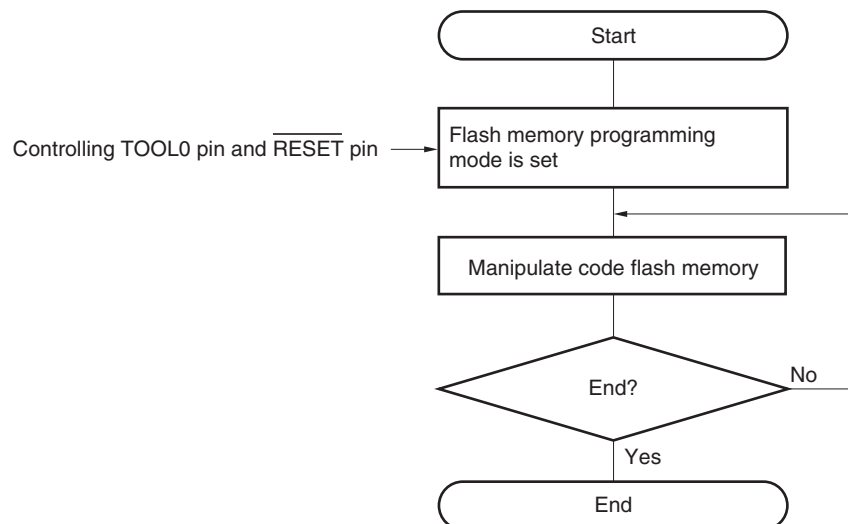 Start
Controlling TOOL0 pin and R̅E̅S̅E̅T̅ pin
Flash memory programming
mode is set
Manipulate code flash memory
End?
No
Yes
End